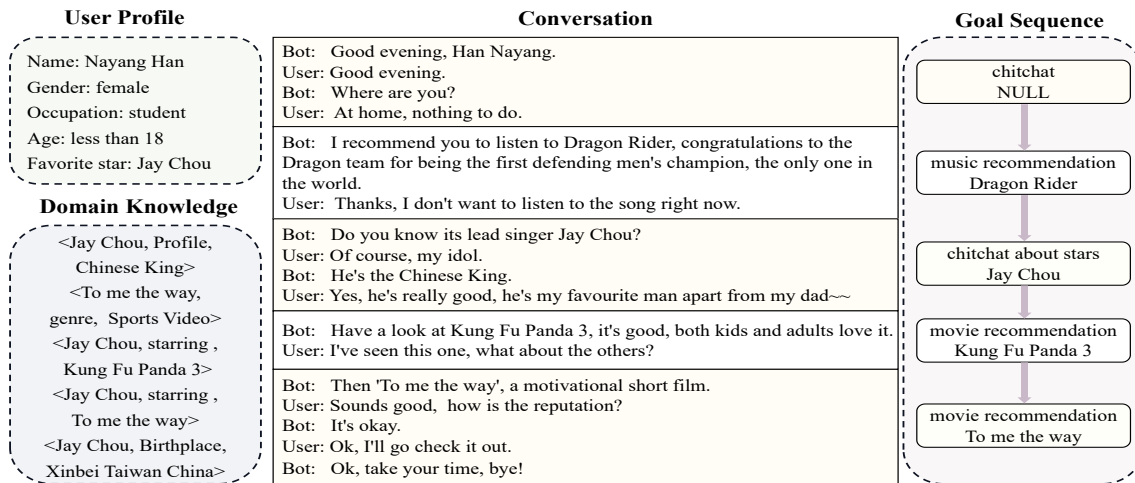 User Profile
Name: Nayang Han
Gender: female
Occupation: student
Age: less than 18
Favorite star: Jay Chou
Domain Knowledge
<Jay Chou, Profile,
Chinese King>
<To me the way,
genre, Sports Video>
<Jay Chou, starring ,
Kung Fu Panda 3>
<Jay Chou, starring ,
To me the way>
<Jay Chou, Birthplace,
Xinbei Taiwan China>
Conversation
Bot: Good evening, Han Nayang.
User: Good evening.
Bot: Where are you?
User: At home, nothing to do.
Bot: I recommend you to listen to Dragon Rider, congratulations to the
Dragon team for being the first defending men's champion, the only one in
the world.
User: Thanks, I don't want to listen to the song right now.
Bot: Do you know its lead singer Jay Chou?
User: Of course, my idol.
Bot: He's the Chinese King.
User: Yes, he's really good, he's my favourite man apart from my dad~~
Bot: Have a look at Kung Fu Panda 3, it's good, both kids and adults love it.
User: I've seen this one, what about the others?
Bot: Then 'To me the way', a motivational short film.
User: Sounds good, how is the reputation?
Bot: It's okay.
User: Ok, I'll go check it out.
Bot: Ok, take your time, bye!
Goal Sequence
chitchat
NULL
music recommendation
Dragon Rider
chitchat about stars
Jay Chou
movie recommendation
Kung Fu Panda 3
movie recommendation
To me the way